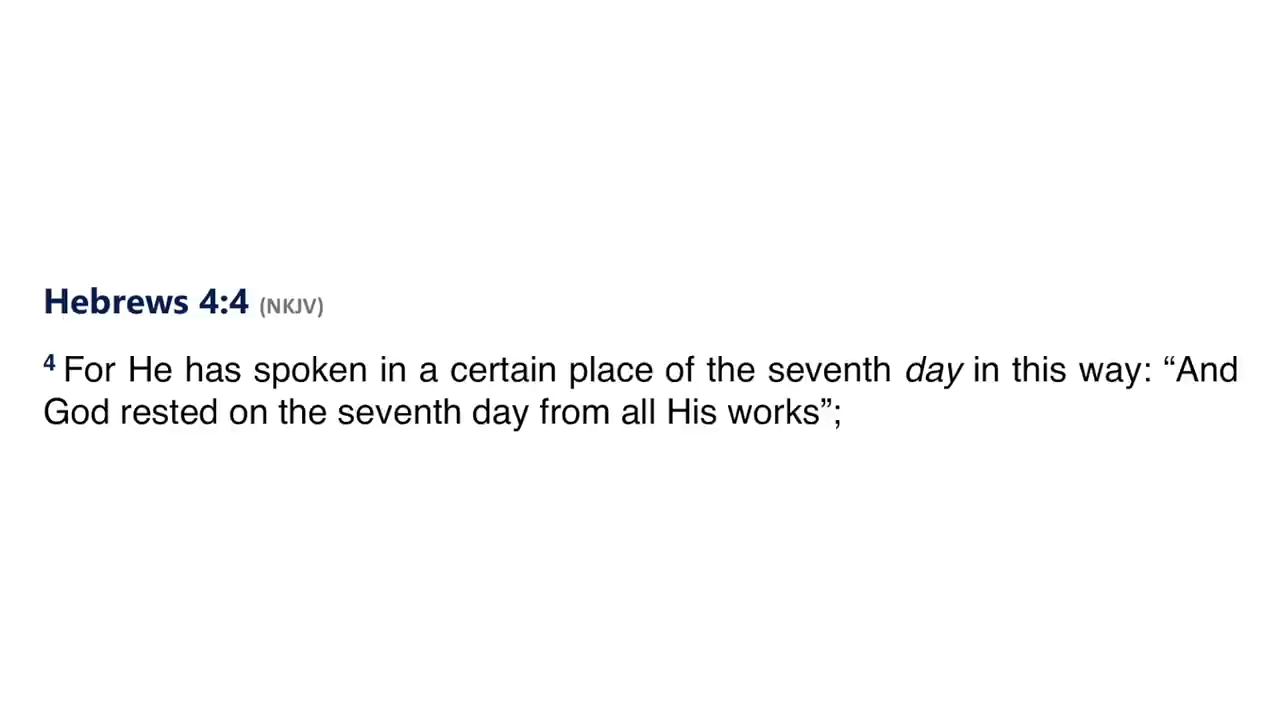 Hebrews 4:4 (NKJV)
4 For He has spoken in a certain place of the seventh day in this way: “And
God rested on the seventh day from all His works”;